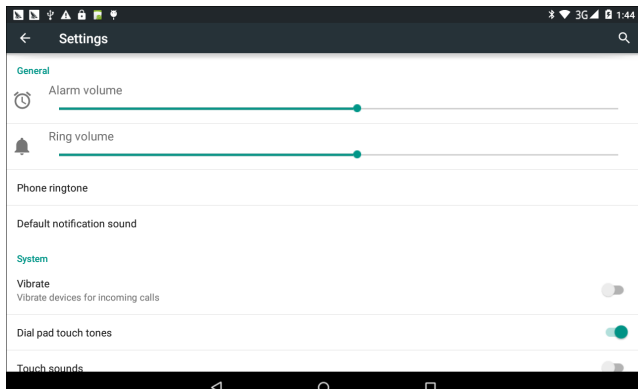 3G 1:44
Settings
General
Alarm volume
Ring volume
Phone ringtone
Default notification sound
System
Vibrate
Vibrate devices for incoming calls
Dial pad touch tones
Touch sounds